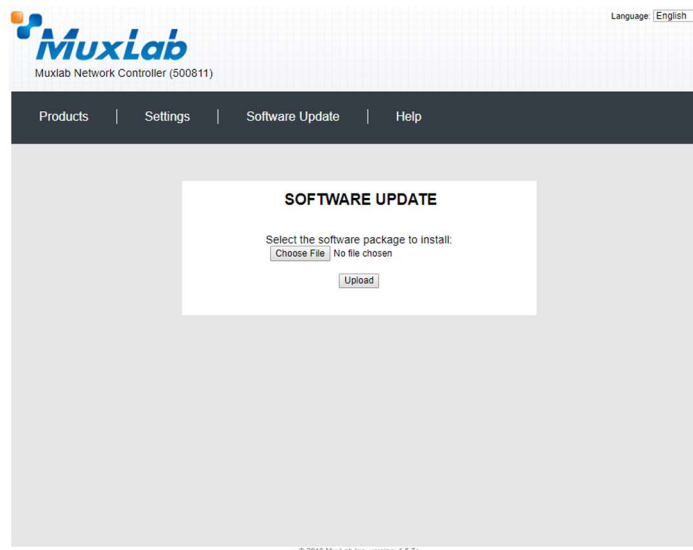 Language: English
MuxLab
Muxlab Network Controller (500811)
Products | Settings | Software Update | Help
SOFTWARE UPDATE
Select the software package to install:
Choose File No file chosen
Upload